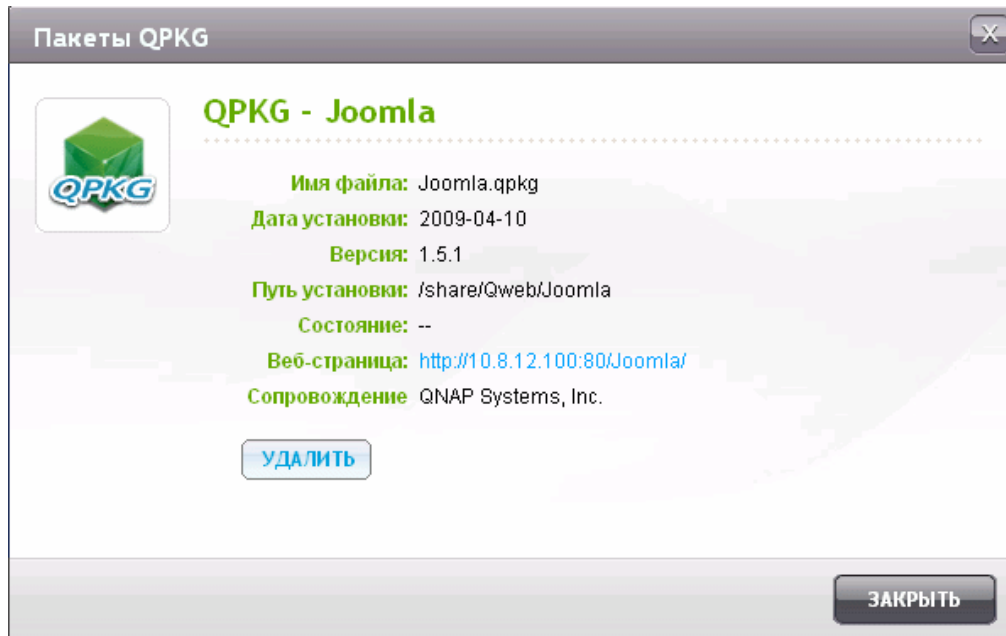 Пакеты QPKG
X
QPKG
QPKG - Joomla
Имя файла: Joomla.qpkg
Дата установки: 2009-04-10
Версия: 1.5.1
Путь установки: /share/Qweb/Joomla
Состояние: --
Веб-страница: http://10.8.12.100:80/Joomla/
Сопровождение QNAP Systems, Inc.
УДАЛИТЬ
ЗАКРЫТЬ